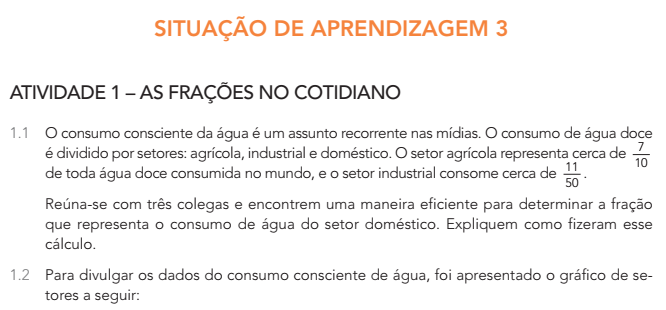 SITUAÇÃO DE APRENDIZAGEM 3
ATIVIDADE 1 – AS FRAÇÕES NO COTIDIANO
1.1 O consumo consciente da água é um assunto recorrente nas mídias. O consumo de água doce
é dividido por setores: agrícola, industrial e doméstico. O setor agrícola representa cerca de 7/10
de toda água doce consumida no mundo, e o setor industrial consome cerca de 11/50.
Reúna-se com três colegas e encontrem uma maneira eficiente para determinar a fração
que representa o consumo de água do setor doméstico. Expliquem como fizeram esse
cálculo.
1.2 Para divulgar os dados do consumo consciente de água, foi apresentado o gráfico de se-
tores a seguir: